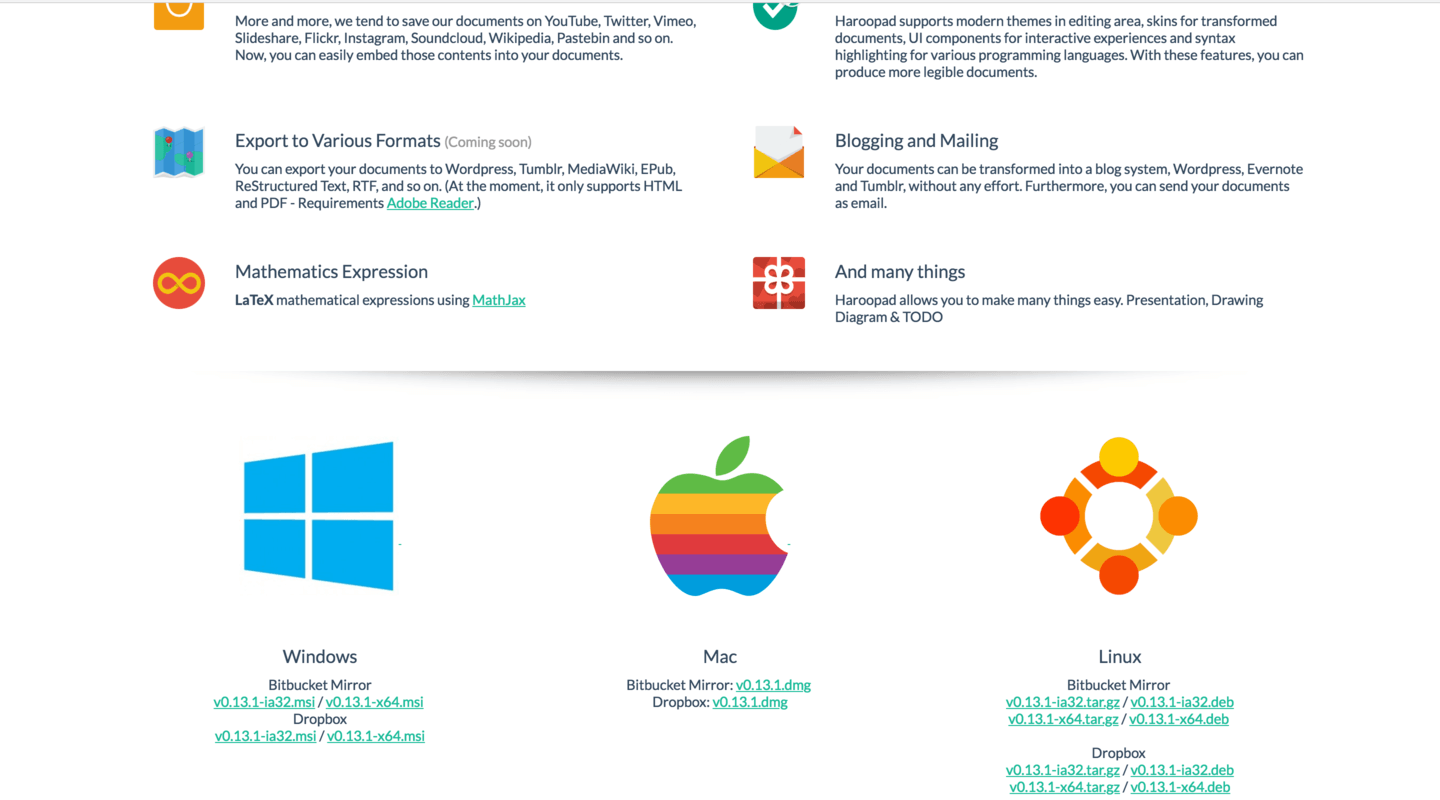 More and more, we tend to save our documents on YouTube, Twitter, Vimeo,
Slideshare, Flickr, Instagram, Soundcloud, Wikipedia, Pastebin and so on.
Now, you can easily embed those contents into your documents.
Haroopad supports modern themes in editing area, skins for transformed
documents, UI components for interactive experiences and syntax
highlighting for various programming languages. With these features, you can
produce more legible documents.
Export to Various Formats (Coming soon)
You can export your documents to Wordpress, Tumblr, MediaWiki, EPub,
ReStructured Text, RTF, and so on. (At the moment, it only supports HTML
and PDF - Requirements Adobe Reader.)
Blogging and Mailing
Your documents can be transformed into a blog system, Wordpress, Evernote
and Tumblr, without any effort. Furthermore, you can send your documents
as email.
Mathematics Expression
LaTeX mathematical expressions using MathJax
And many things
Haroopad allows you to make many things easy. Presentation, Drawing
Diagram & TODO
Windows
Bitbucket Mirror
v0.13.1-ia32.msi / v0.13.1-x64.msi
Dropbox
v0.13.1-ia32.msi / v0.13.1-x64.msi
Mac
Bitbucket Mirror: v0.13.1.dmg
Dropbox: v0.13.1.dmg
Linux
Bitbucket Mirror
v0.13.1-ia32.tar.gz / v0.13.1-ia32.deb
v0.13.1-x64.tar.gz / v0.13.1-x64.deb
Dropbox
v0.13.1-ia32.tar.gz / v0.13.1-ia32.deb
v0.13.1-x64.tar.gz / v0.13.1-x64.deb